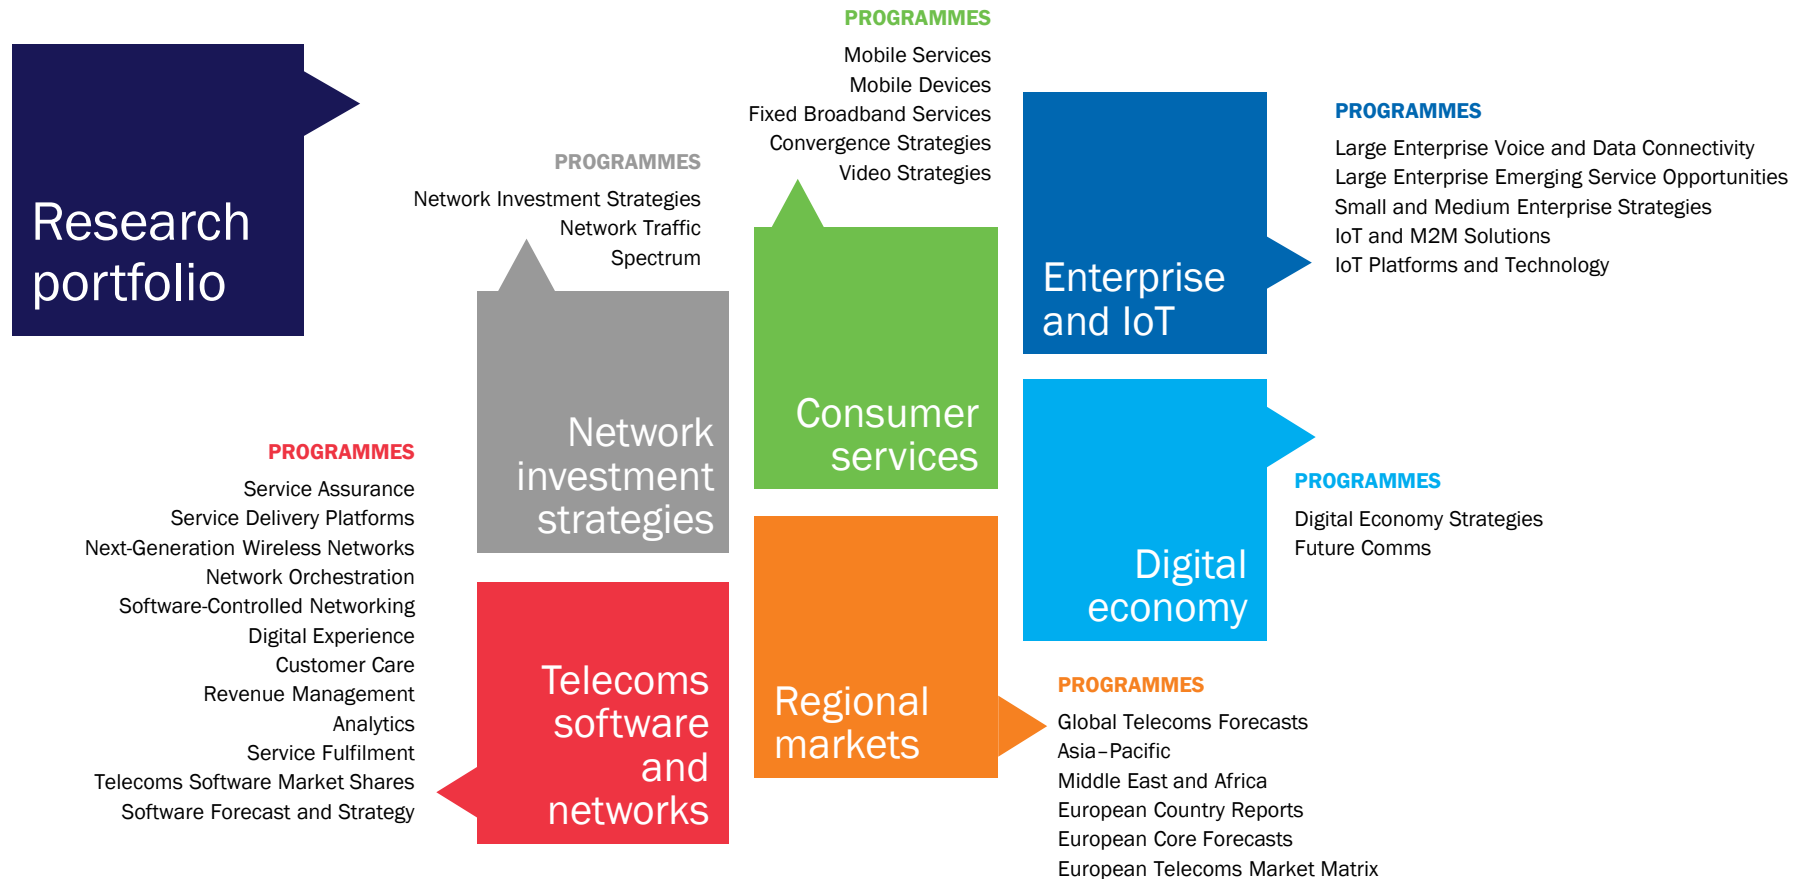 Research
portfolio
PROGRAMMES
Network Investment Strategies
Network Traffic
Spectrum
Network
investment
strategies
PROGRAMMES
Mobile Services
Mobile Devices
Fixed Broadband Services
Convergence Strategies
Video Strategies
Consumer
services
Enterprise
and IoT
PROGRAMMES
Large Enterprise Voice and Data Connectivity
Large Enterprise Emerging Service Opportunities
Small and Medium Enterprise Strategies
IoT and M2M Solutions
IoT Platforms and Technology
PROGRAMMES
Service Assurance
Service Delivery Platforms
Next-Generation Wireless Networks
Network Orchestration
Software-Controlled Networking
Digital Experience
Customer Care
Revenue Management
Analytics
Service Fulfilment
Telecoms Software Market Shares
Software Forecast and Strategy
Telecoms
software
and
networks
Regional
markets
PROGRAMMES
Global Telecoms Forecasts
Asia–Pacific
Middle East and Africa
European Country Reports
European Core Forecasts
European Telecoms Market Matrix
Digital
economy
PROGRAMMES
Digital Economy Strategies
Future Comms